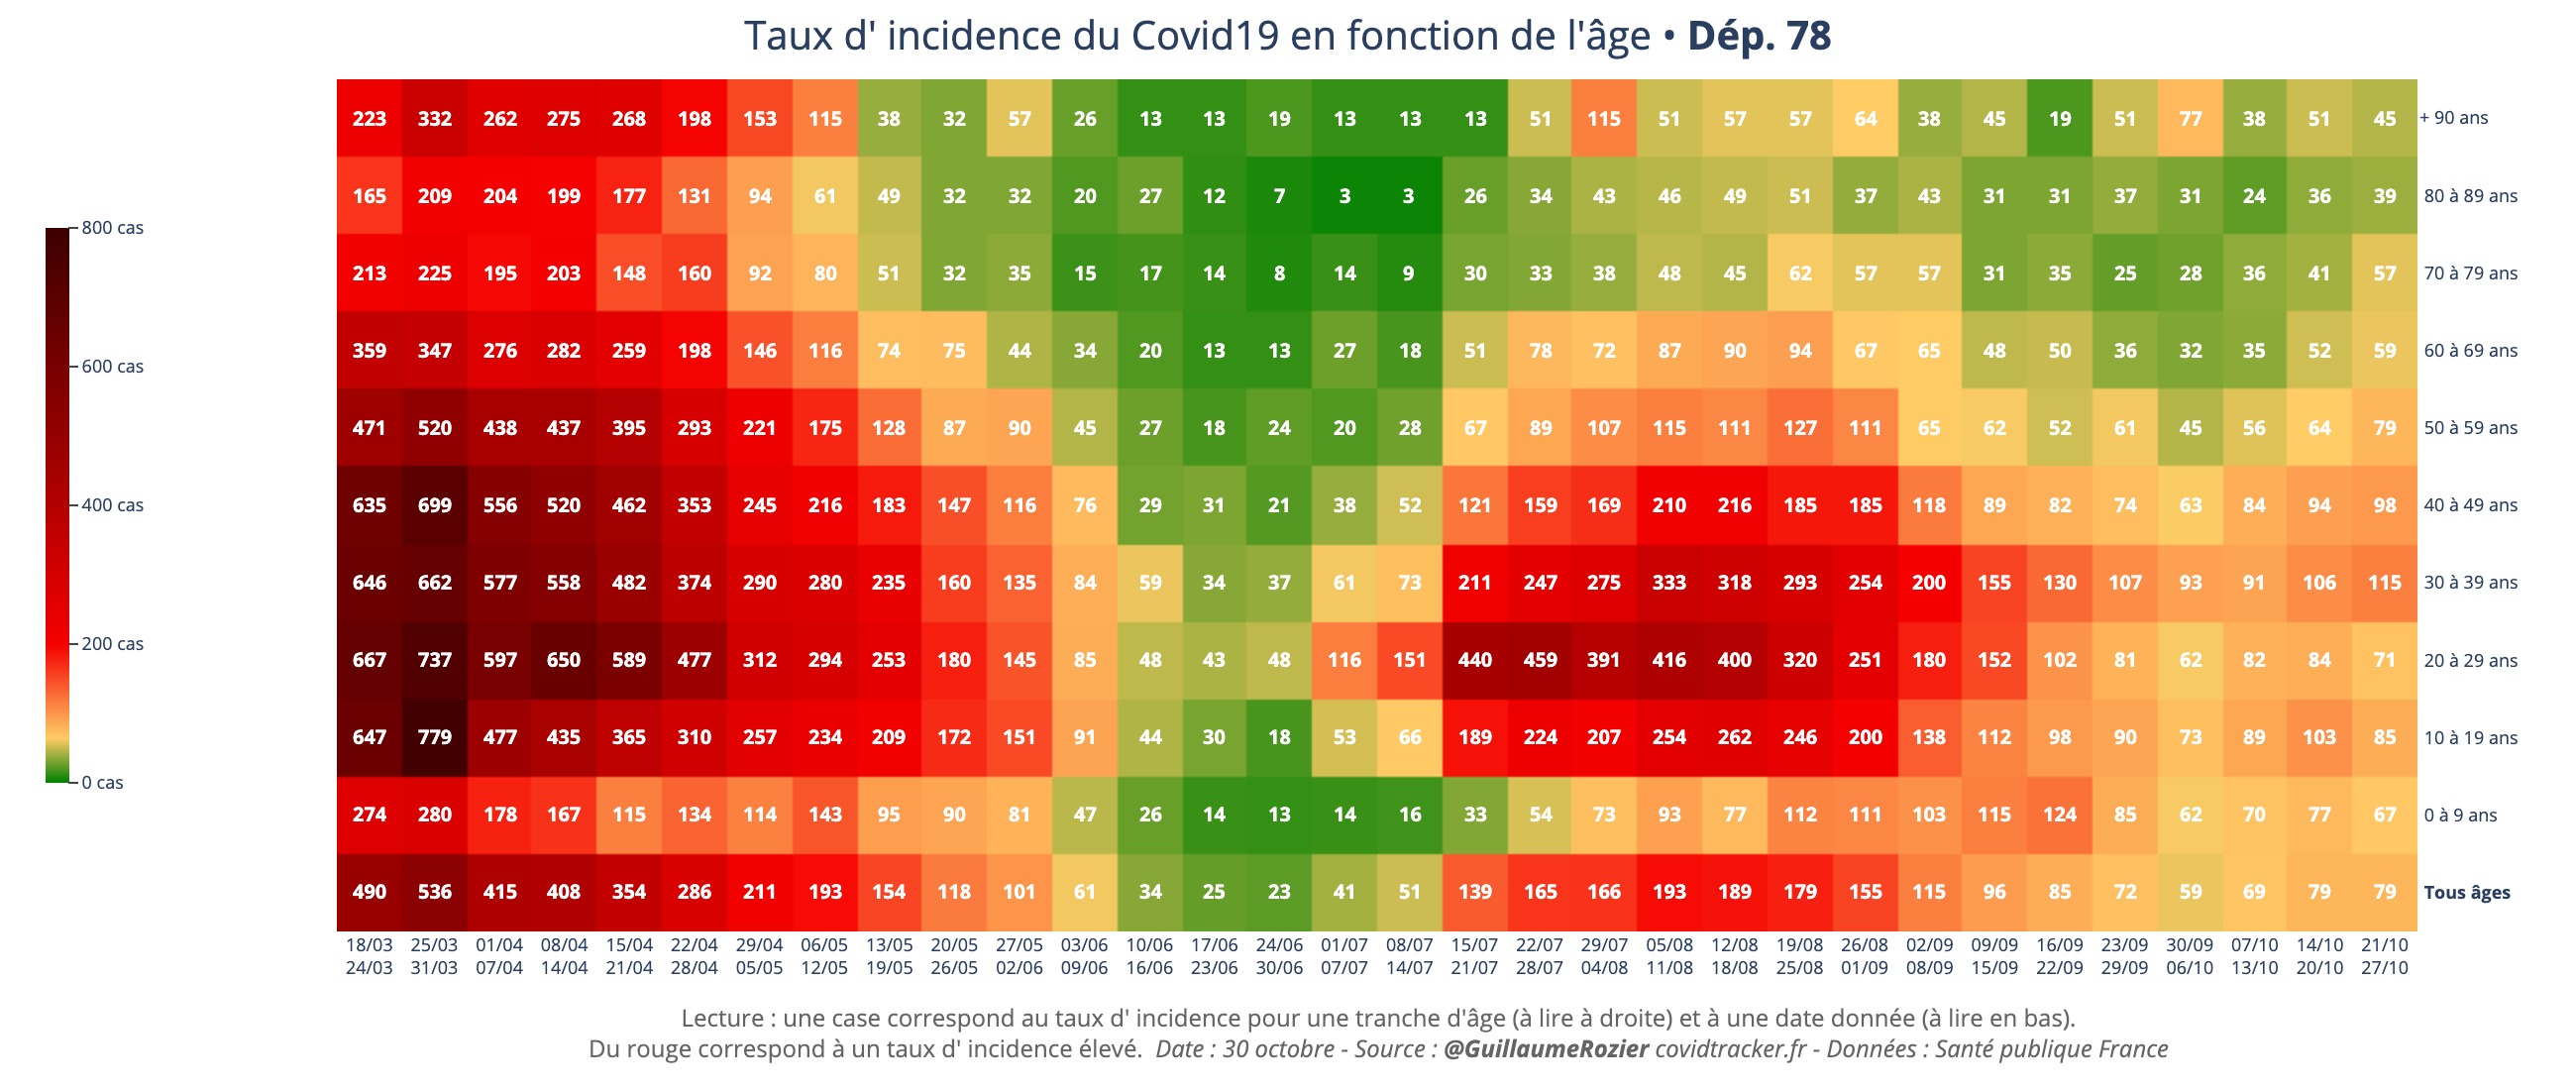 Taux d' incidence du Covid19 en fonction de l'âge • Dép. 78
800 cas
600 cas
400 cas
200 cas
0 cas
223 332 262 275 268 198 153 115 38 32 57 26 13 13 19 13 13 13 51 115 51 57 57 64 38 45 19 51 77 38 51 45 + 90 ans
165 209 204 199 177 131 94 61 49 32 32 20 27 12 7 3 3 26 34 43 46 49 51 37 43 31 31 37 31 24 36 39 80 à 89 ans
213 225 195 203 148 160 92 80 51 32 35 15 17 14 8 14 9 30 33 38 48 45 62 57 57 31 35 25 28 36 41 57 70 à 79 ans
359 347 276 282 259 198 146 116 74 75 44 34 20 13 13 27 18 51 78 72 87 90 94 67 65 48 50 36 32 35 52 59 60 à 69 ans
471 520 438 437 395 293 221 175 128 87 90 45 27 18 24 20 28 67 89 107 115 111 127 111 65 62 52 61 45 56 64 79 50 à 59 ans
635 699 556 520 462 353 245 216 183 147 116 76 29 31 21 38 52 121 159 169 210 216 185 185 118 89 82 74 63 84 94 98 40 à 49 ans
646 662 577 558 482 374 290 280 235 160 135 84 59 34 37 61 73 211 247 275 333 318 293 254 200 155 130 107 93 91 106 115 30 à 39 ans
667 737 597 650 589 477 312 294 253 180 145 85 48 43 48 116 151 440 459 391 416 400 320 251 180 152 102 81 62 82 84 71 20 à 29 ans
647 779 477 435 365 310 257 234 209 172 151 91 44 30 18 53 66 189 224 207 254 262 246 200 138 112 98 90 73 89 103 85 10 à 19 ans
274 280 178 167 115 134 114 143 95 90 81 47 26 14 13 14 16 33 54 73 93 77 112 111 103 115 124 85 62 70 77 67 0 à 9 ans
490 536 415 408 354 286 211 193 154 118 101 61 34 25 23 41 51 139 165 166 193 189 179 155 115 96 85 72 59 69 79 79 Tous âges
18/03 25/03 01/04 08/04 15/04 22/04 29/04 06/05 13/05 20/05 27/05 03/06 10/06 17/06 24/06 01/07 08/07 15/07 22/07 29/07 05/08 12/08 19/08 26/08 02/09 09/09 16/09 23/09 30/09 07/10 14/10 21/10
24/03 31/03 07/04 14/04 21/04 28/04 05/05 12/05 19/05 26/05 02/06 09/06 16/06 23/06 30/06 07/07 14/07 21/07 28/07 04/08 11/08 18/08 25/08 01/09 08/09 15/09 22/09 29/09 06/10 13/10 20/10 27/10
Lecture : une case correspond au taux d' incidence pour une tranche d'âge (à lire à droite) et à une date donnée (à lire en bas).
Du rouge correspond à un taux d' incidence élevé. Date : 30 octobre - Source : @GuillaumeRozier covidtracker.fr - Données : Santé publique France